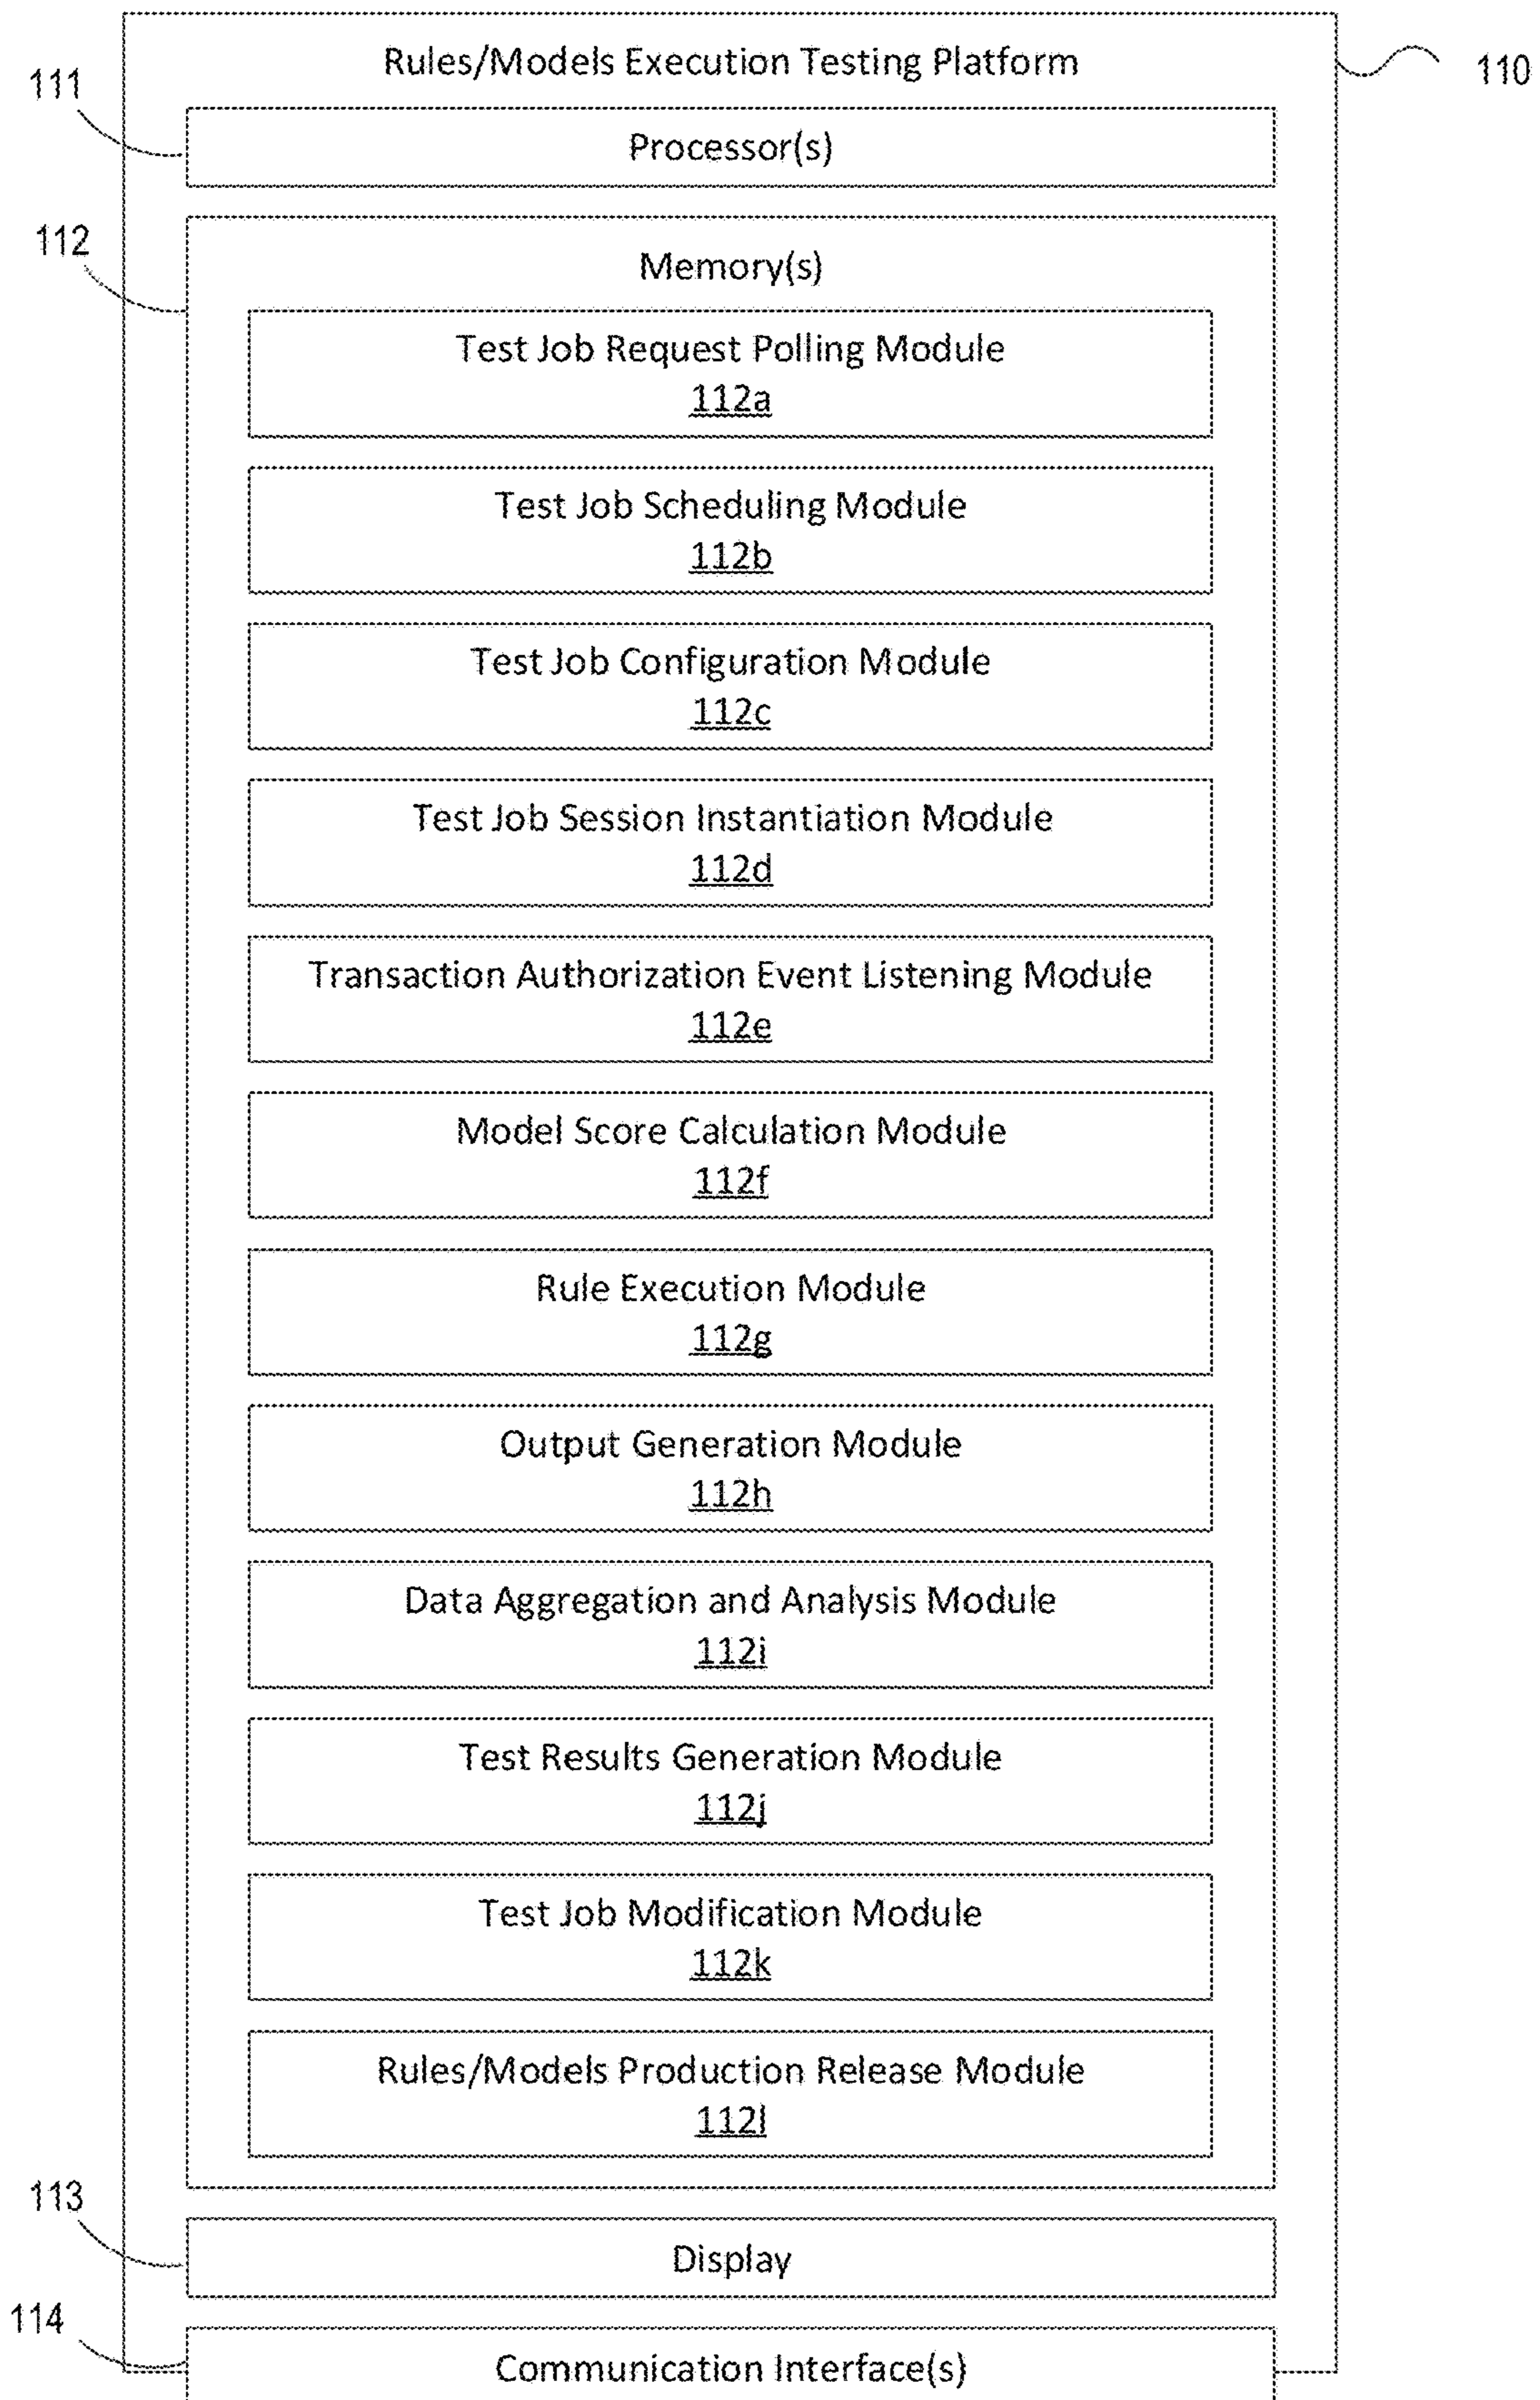 Rules/Models Execution Testing Platform
110
111
Processor(s)
112
Memory(s)
Test Job Request Polling Module
112a
Test Job Scheduling Module
112b
Test Job Configuration Module
112c
Test Job Session Instantiation Module
112d
Transaction Authorization Event Listening Module
112e
Model Score Calculation Module
112f
Rule Execution Module
112g
Output Generation Module
112h
Data Aggregation and Analysis Module
112i
Test Results Generation Module
112j
Test Job Modification Module
112k
Rules/Models Production Release Module
112l
113
Display
114
Communication Interface(s)